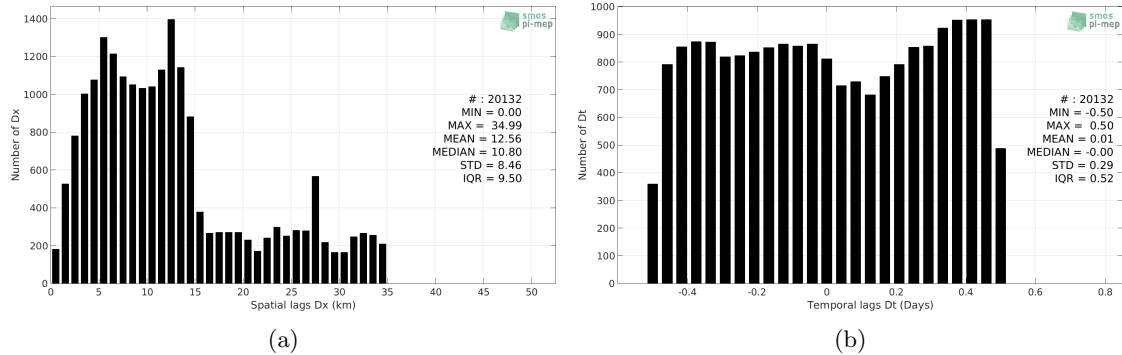 1400
1200
1000
800
600
400
200
0
Number of Dx
0 5 10 15 20 25 30 35 40 45 50
Spatial lags Dx (km)
smos
pi-mep
# : 20132
MIN = 0.00
MAX = 34.99
MEAN = 12.56
MEDIAN = 10.80
STD = 8.46
IQR = 9.50
(a)
1000
900
800
700
600
500
400
300
200
100
0
Number of Dt
-0.4 -0.2 0 0.2 0.4 0.6 0.8
Temporal lags Dt (Days)
smos
pi-mep
# : 20132
MIN = -0.50
MAX = 0.50
MEAN = 0.01
MEDIAN = -0.00
STD = 0.29
IQR = 0.52
(b)